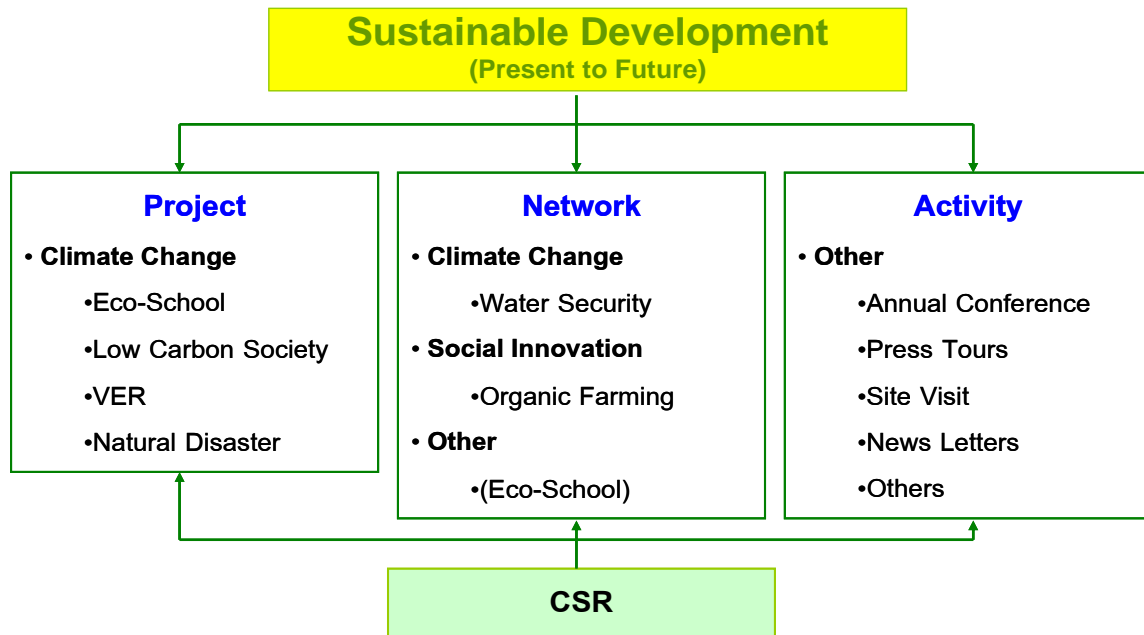 Sustainable Development
(Present to Future)
Project
• Climate Change
•Eco-School
•Low Carbon Society
•VER
•Natural Disaster
Network
• Climate Change
•Water Security
• Social Innovation
•Organic Farming
• Other
•(Eco-School)
Activity
• Other
•Annual Conference
•Press Tours
•Site Visit
•News Letters
•Others
CSR